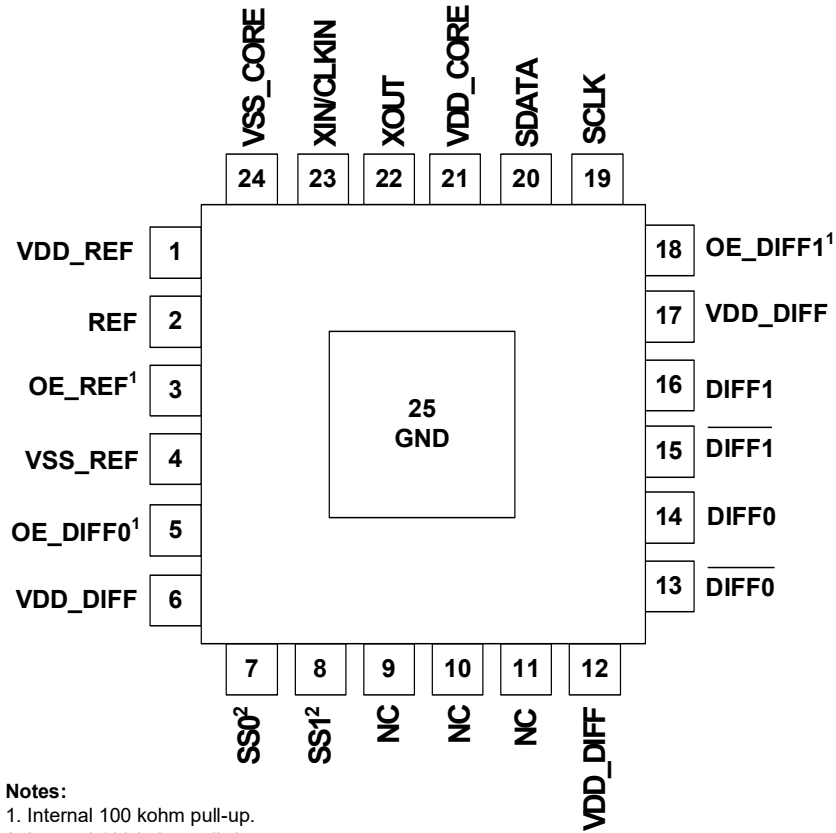 VSS_CORE
XIN/CLKIN
XOUT
VDD_CORE
SDATA
SCLK
24
23
22
21
20
19
VDD_REF 1
REF 2
OE_REF¹ 3
VSS_REF 4
OE_DIFF0¹ 5
VDD_DIFF 6
25
GND
18 OE_DIFF1¹
17 VDD_DIFF
16 DIFF1
15 D̅I̅F̅F̅1̅
14 DIFF0
13 D̅I̅F̅F̅0̅
7
8
9
10
11
12
SS0²
SS1²
NC
NC
NC
VDD_DIFF
Notes:
1. Internal 100 kohm pull-up.